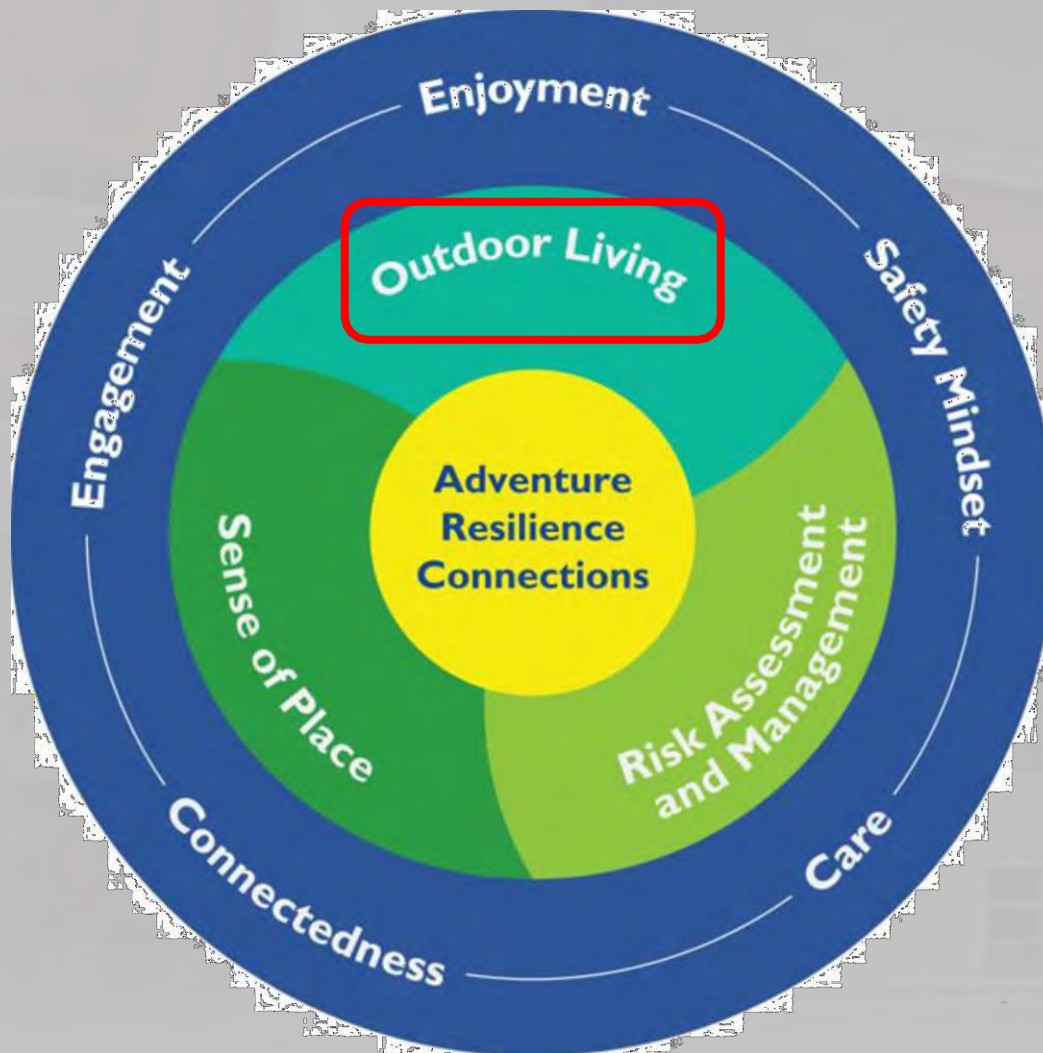 Enjoyment
Safety Mindset
Care
Connectedness
Engagement
Outdoor Living
Risk Assessment
and Management
Sense of Place
Adventure
Resilience
Connections